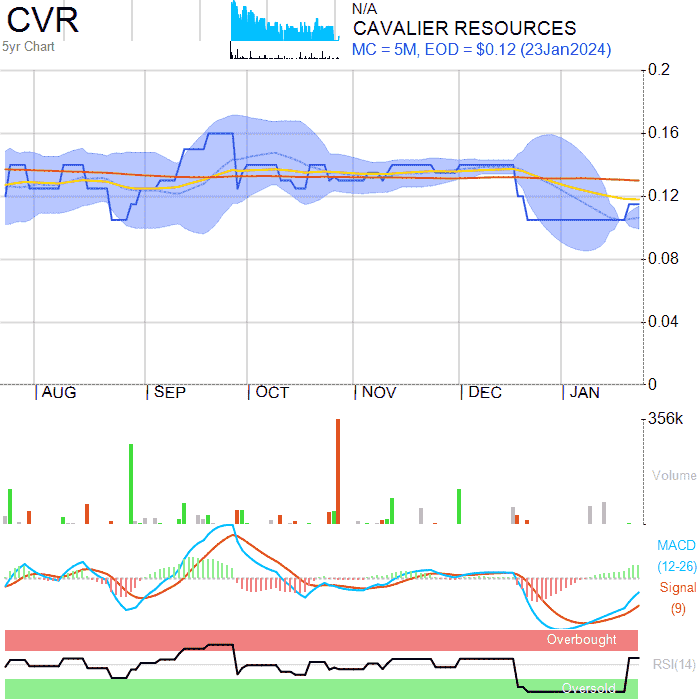 CVR
5yr Chart
N/A
CAVALIER RESOURCES
MC = 5M, EOD = $0.12 (23Jan2024)
0.2
0.16
0.12
0.08
0.04
0
AUG
SEP
OCT
NOV
DEC
JAN
356k
Volume
MACD
(12-26)
Signal
(9)
Overbought
RSI(14)
Oversold